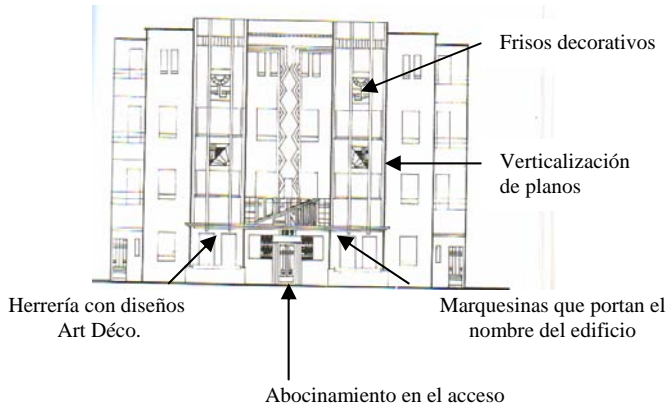 Frisos decorativos
Verticalización
de planos
Herrería con diseños
Art Déco.
Marquesinas que portan el
nombre del edificio
Abocinamiento en el acceso